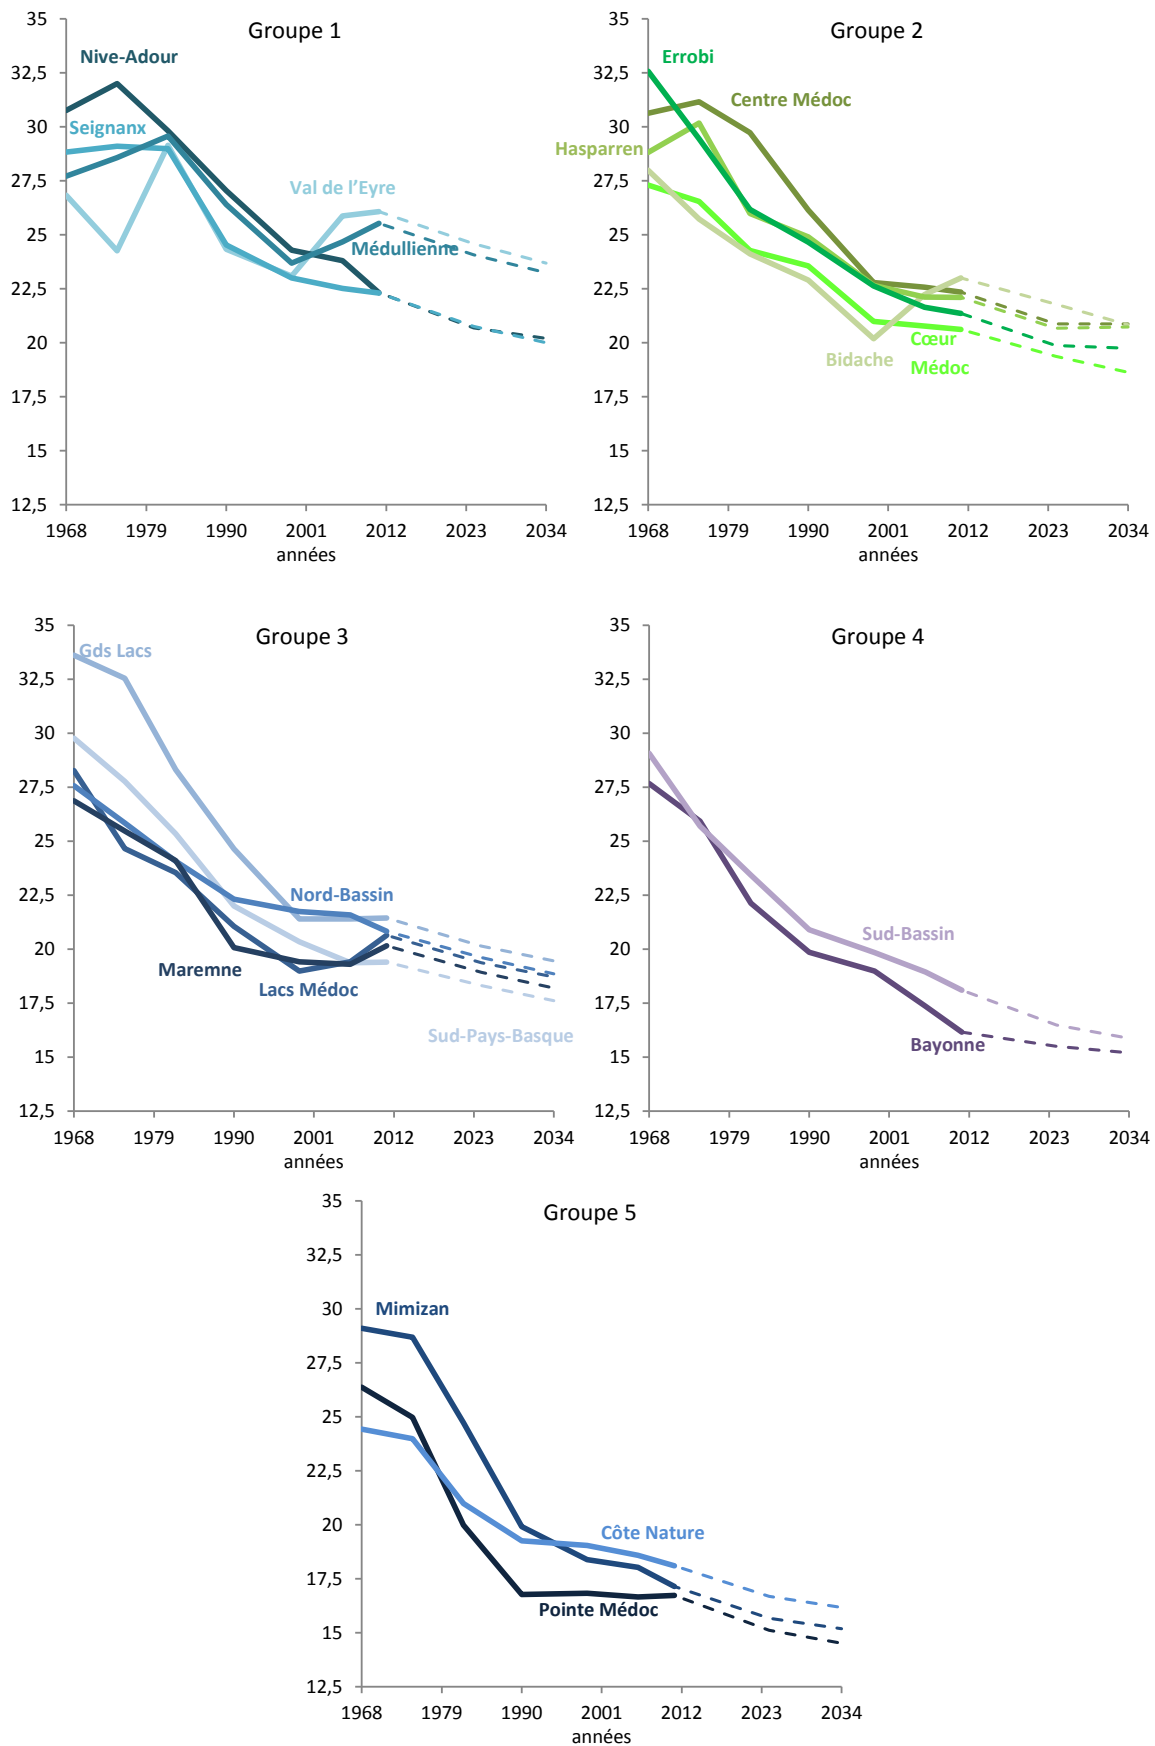 Groupe 1
35
32,5
30
27,5
25
22,5
20
17,5
15
12,5
Nive-Adour
Seignanx
Val de l'Eyre
Médullienne
1968 1979 1990 2001 2012 2023 2034
années
Groupe 2
35
32,5
30
27,5
25
22,5
20
17,5
15
12,5
Errobi
Centre Médoc
Hasparren
Cœur
Médoc
Bidache
1968 1979 1990 2001 2012 2023 2034
années
Groupe 3
35
32,5
30
27,5
25
22,5
20
17,5
15
12,5
Gds Lacs
Nord-Bassin
Maremne
Lacs Médoc
Sud-Pays-Basque
1968 1979 1990 2001 2012 2023 2034
années
Groupe 4
35
32,5
30
27,5
25
22,5
20
17,5
15
12,5
Sud-Bassin
Bayonne
1968 1979 1990 2001 2012 2023 2034
Groupe 5
35
32,5
30
27,5
25
22,5
20
17,5
15
12,5
Mimizan
Côte Nature
Pointe Médoc
1968 1979 1990 2001 2012 2023 2034
années